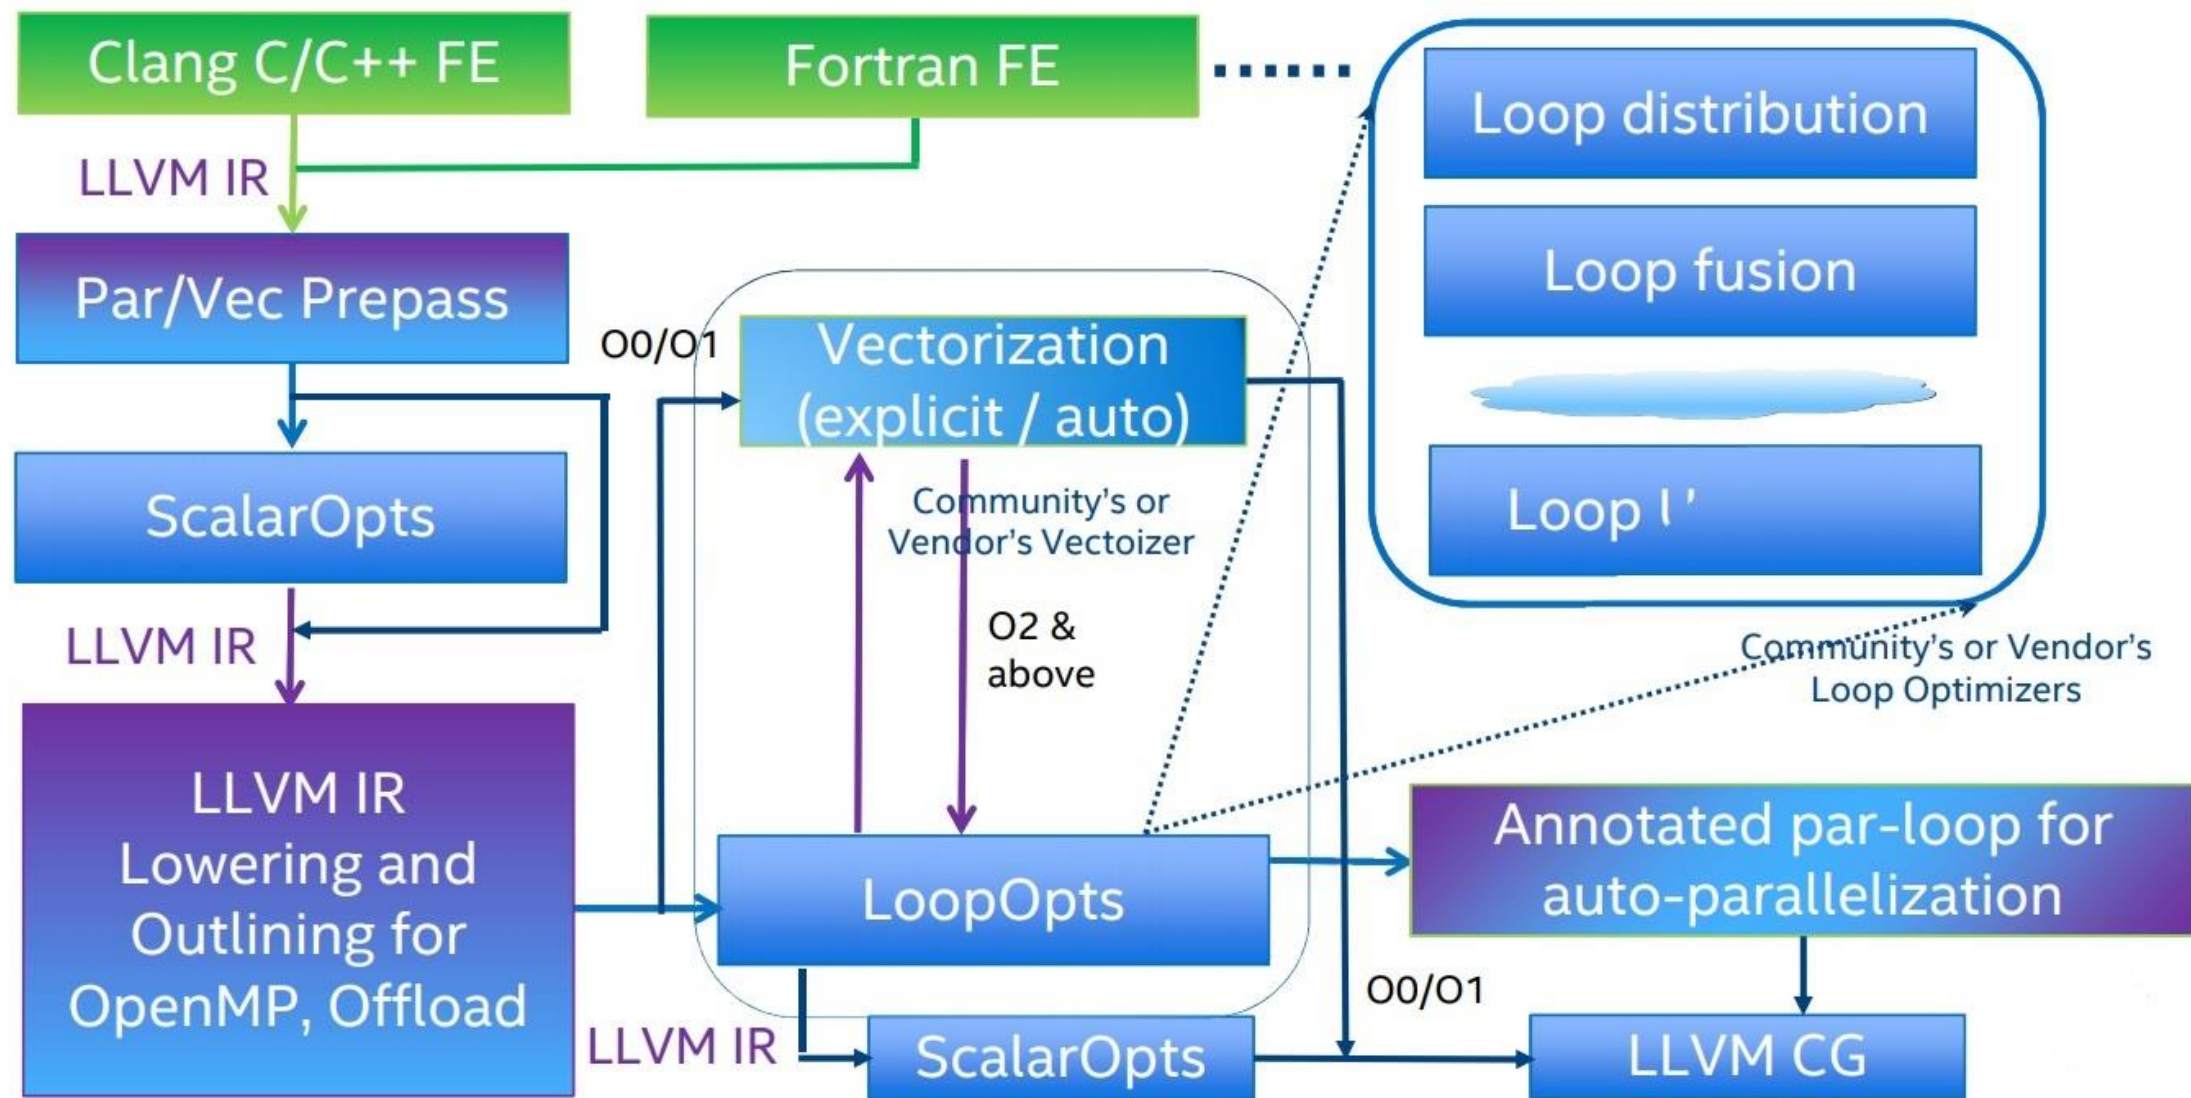 Clang C/C++ FE
Fortran FE
LLVM IR
Par/Vec Prepass
ScalarOpts
LLVM IR
LLVM IR
Lowering and
Outlining for
OpenMP, Offload
O0/O1
Vectorization
(explicit / auto)
Community's or
Vendor's Vectoizer
O2 &
above
LoopOpts
LLVM IR
ScalarOpts
Loop distribution
Loop fusion
Loop
Community's or Vendor's
Loop Optimizers
Annotated par-loop for
auto-parallelization
O0/O1
LLVM CG